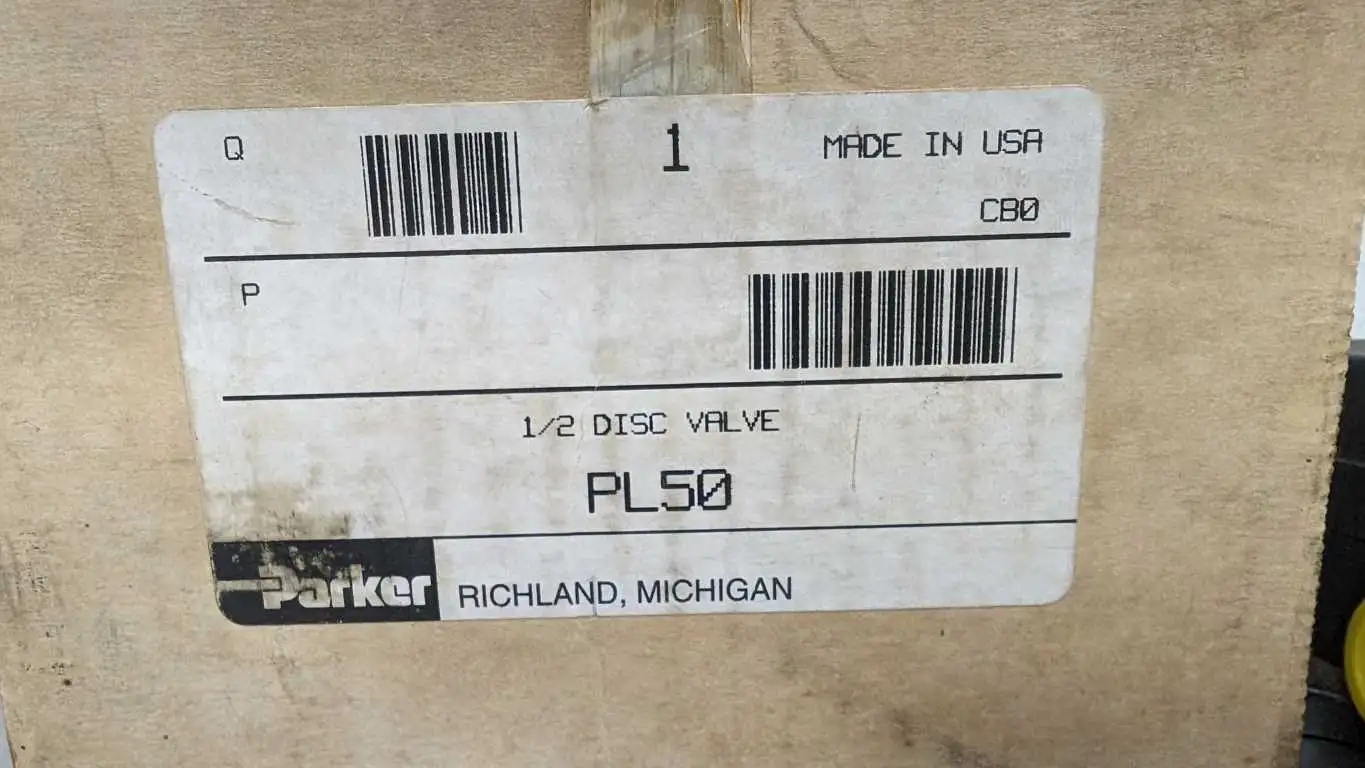 Q
1
MADE IN USA
CB0
P
1/2 DISC VALVE
PL50
Parker
RICHLAND, MICHIGAN